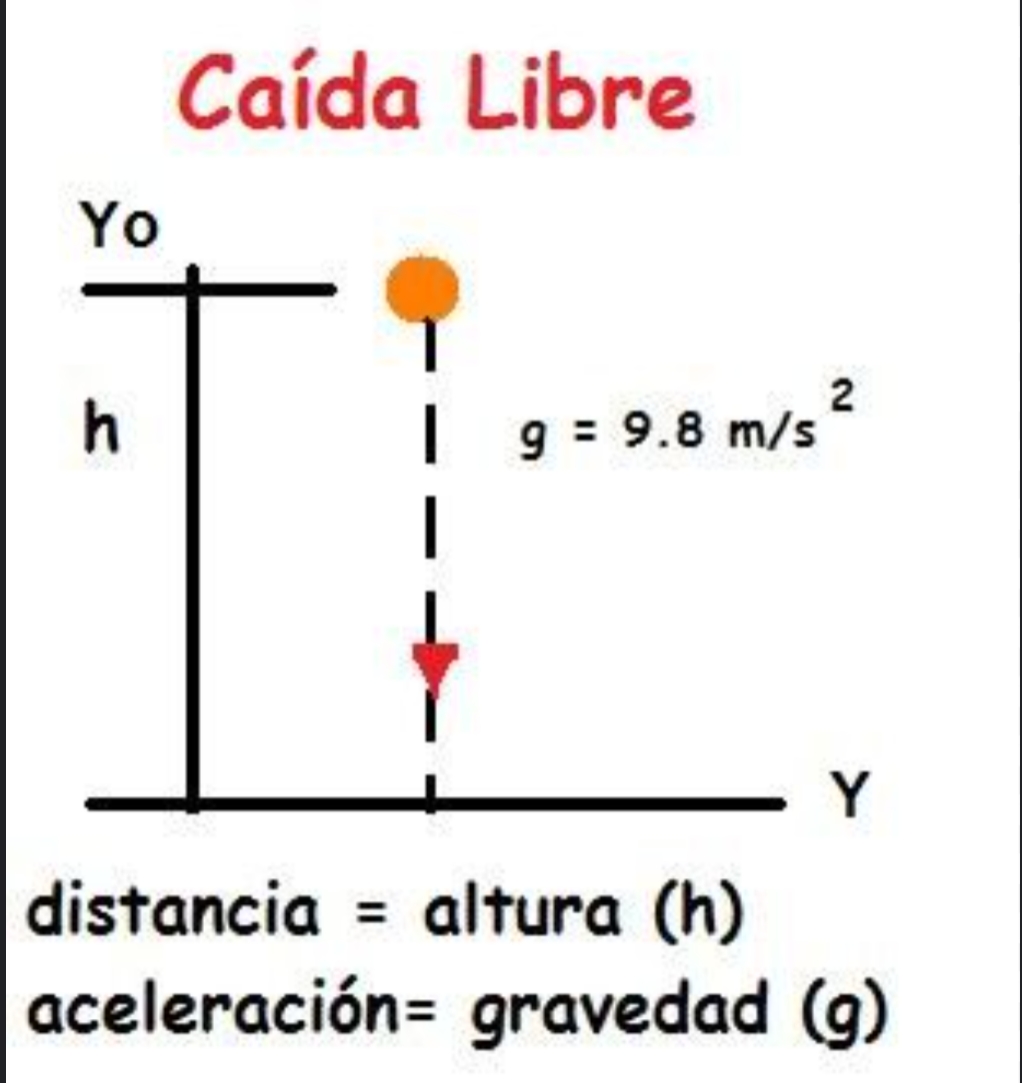 Caída Libre
Yo
h
g = 9.8 m/s²
Y
distancia = altura (h)
aceleración= gravedad (g)